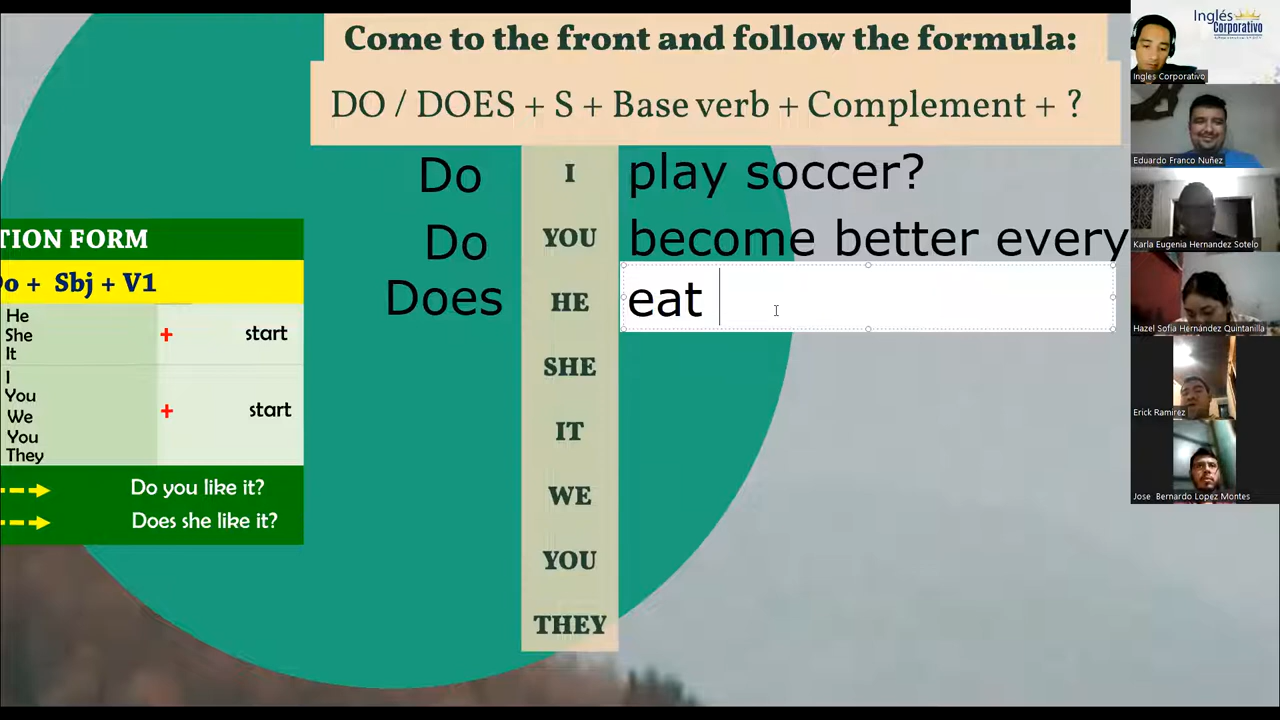 Come to the front and follow the formula:
DO / DOES + S + Base verb + Complement + ?
Do I play soccer?
Do YOU become better every
Does HE eat
SHE
IT
WE
YOU
THEY
TION FORM
o + Sbj + V1
He
She + start
It
I
You
We + start
You
They
Do you like it?
Does she like it?
Inglés
Corporativo
Ingles Corporativo
Eduardo Franco Nuñez
Karla Eugenia Hernandez Sotelo
Hazel Sofia Hernández Quintanilla
Erick Ramirez
Jose Bernardo Lopez Montes